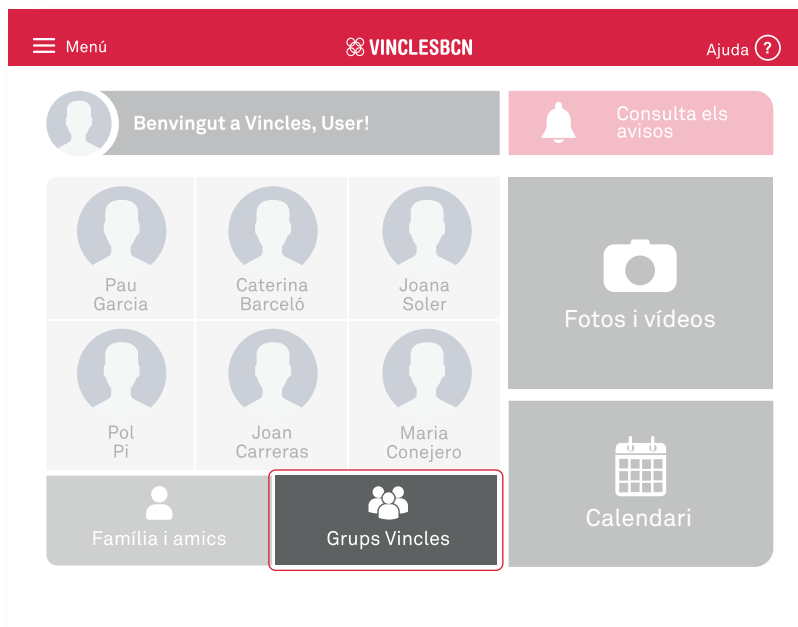 Menú
VINCLESBCN
Ajuda ?
Benvingut a Vincles, User!
Consulta els
avisos
Pau
Garcia
Caterina
Barceló
Joana
Soler
Fotos i vídeos
Pol
Pi
Joan
Carreras
Maria
Conejero
Família i amics
Grups Vincles
Calendari